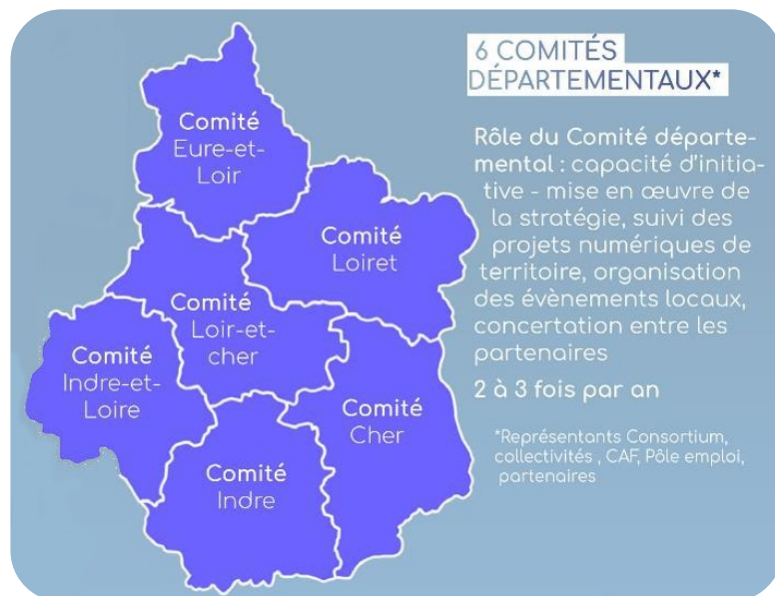 6 COMITÉS
DÉPARTEMENTAUX*
Rôle du Comité départe-
mental : capacité d'initia-
tive - mise en œuvre de
la stratégie, suivi des
projets numériques de
territoire, organisation
des évènements locaux,
concertation entre les
partenaires
2 à 3 fois par an
*Représentants Consortium,
collectivités , CAF, Pôle emploi,
partenaires
Comité
Eure-et-
Loir
Comité
Loiret
Comité
Loir-et-
cher
Comité
Indre-et-
Loire
Comité
Cher
Comité
Indre